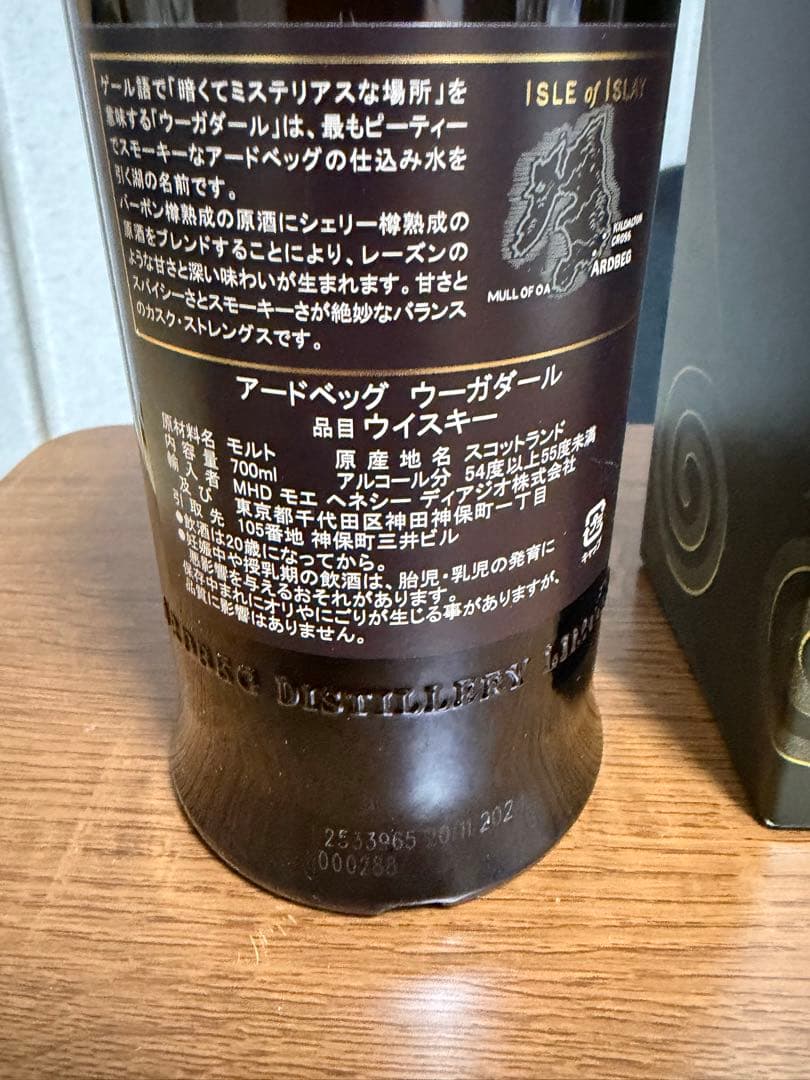 ゲール語で「暗くてミステリアスな場所」を
意味する「ウーガダール」は、最もピーティー
でスモーキーなアードベッグの仕込み水を
引く湖の名前です。
バーボン樽熟成の原酒にシェリー樽熟成の
原酒をブレンドすることにより、レーズンの
ような甘さと深い味わいが生まれます。甘さと
スパイシーさとスモーキーさが絶妙なバランス
のカスク・ストレングスです。
ISLE of ISLAY
KILDALTON
CROSS
ARDBEG
MULL OF OA
アードベッグ ウーガダール
品目 ウイスキー
原材料名 モルト 原産地名 スコットランド
内容量 700ml アルコール分 54度以上55度未満
輸入者 MHD モエ ヘネシー ディアジオ株式会社
及び 東京都千代田区神田神保町一丁目
引取先 105番地 神保町三井ビル
●飲酒は20歳になってから。
●妊娠中や授乳期の飲酒は、胎児・乳児の発育に
悪影響を与えるおそれがあります。
保存中まれにオリやにごりが生じる事がありますが、
品質に影響はありません。
キャップ
ARDBEG DISTILLERY
2533965 20/11 202
000288